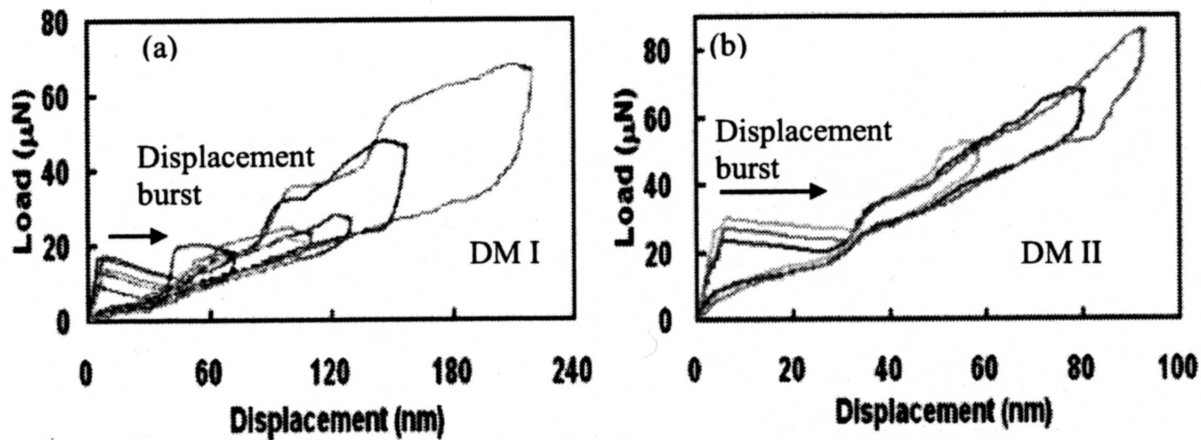 (a)
Load (µN)
80
60
40
20
0
Displacement
burst
DM I
0 60 120 180 240
Displacement (nm)
(b)
Load (µN)
80
60
40
20
0
Displacement
burst
DM II
0 20 40 60 80 100
Displacement (nm)